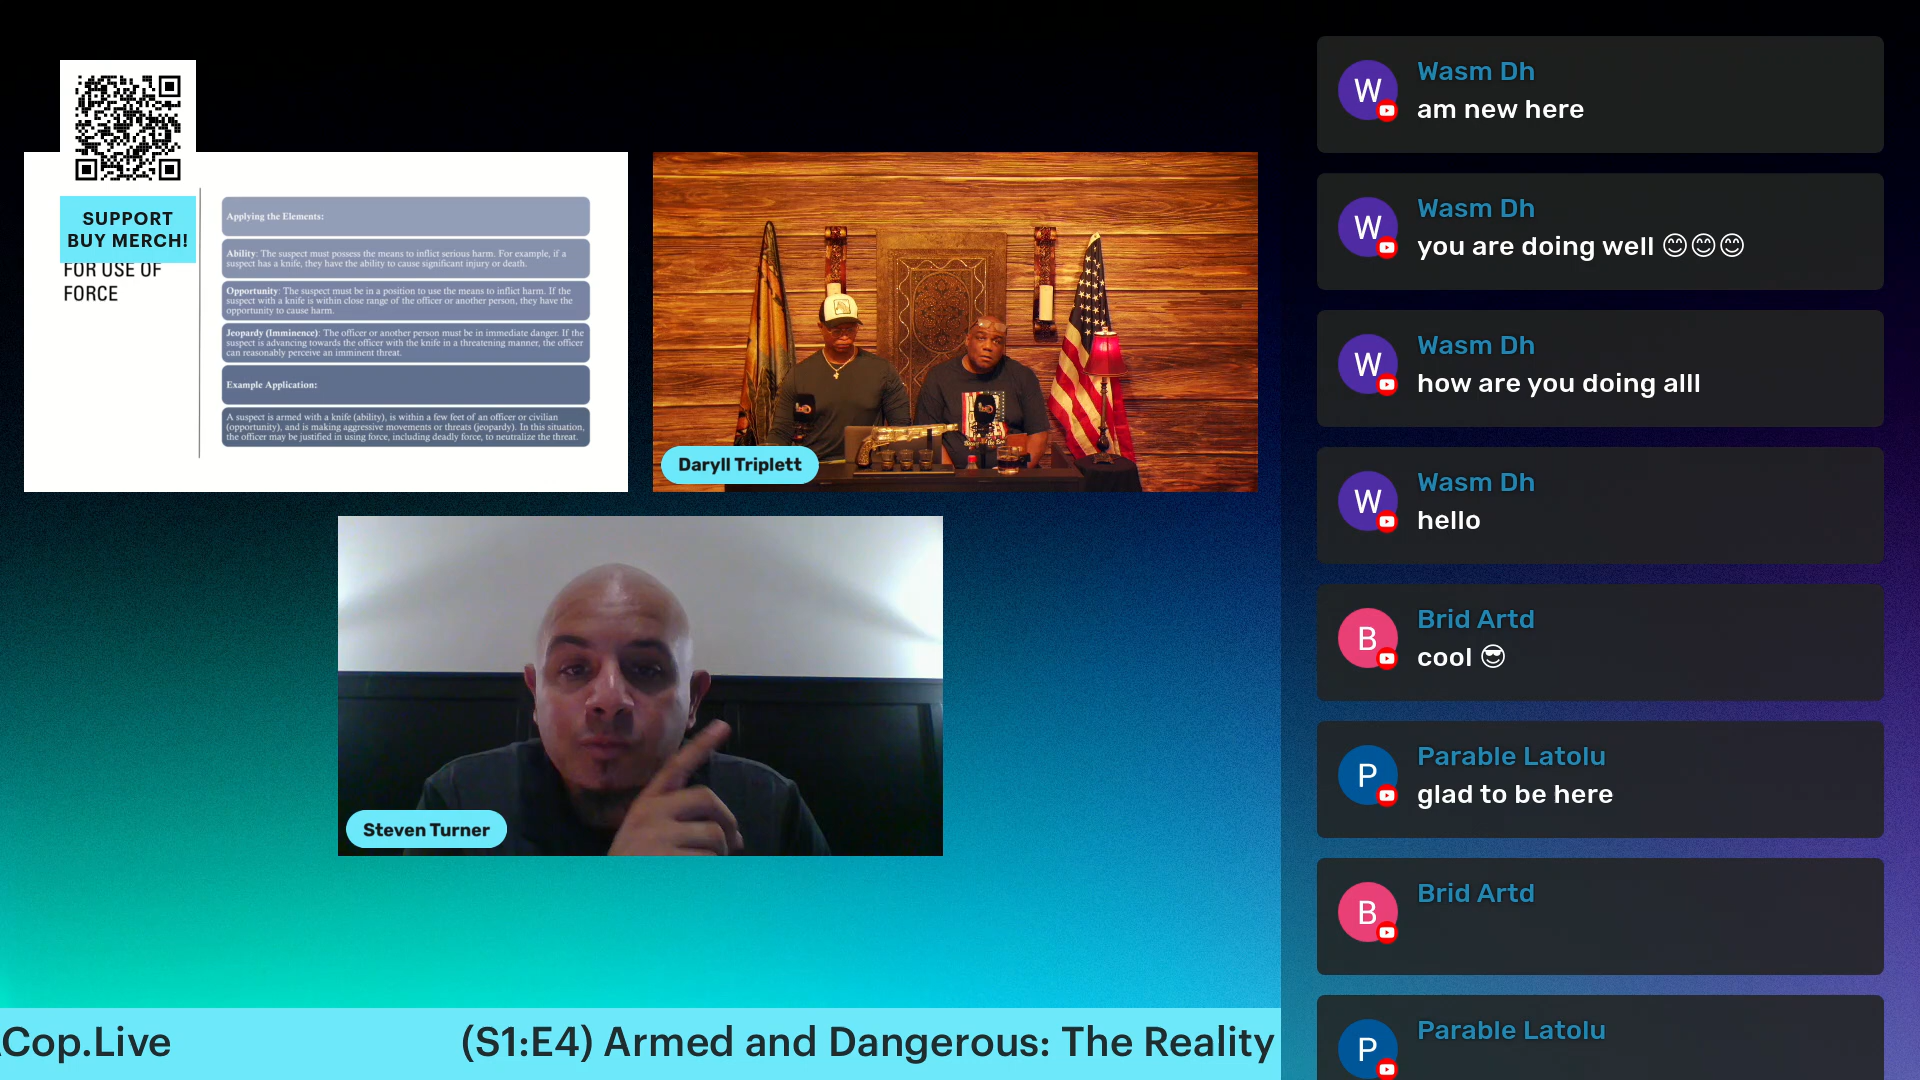 SUPPORT
BUY MERCH!
FOR USE OF
FORCE
Applying the Elements:
Ability: The suspect must possess the means to inflict serious harm. For example, if a
suspect has a knife, they have the ability to cause significant injury or death.
Opportunity: The suspect must be in a position to use the means to inflict harm. If the
suspect with a knife is within close range of the officer or another person, they have the
opportunity to cause harm.
Jeopardy (Imminence): The officer or another person must be in immediate danger. If the
suspect is advancing towards the officer with the knife in a threatening manner, the officer
can reasonably perceive an imminent threat.
Example Application:
A suspect is armed with a knife (ability), is within a few feet of an officer or civilian
(opportunity), and is making aggressive movements or threats (jeopardy). In this situation,
the officer may be justified in using force, including deadly force, to neutralize the threat.
Daryll Triplett
Steven Turner
Cop.Live
(S1:E4) Armed and Dangerous: The Reality
W
Wasm Dh
am new here
W
Wasm Dh
you are doing well 😊😊😊
W
Wasm Dh
how are you doing alll
W
Wasm Dh
hello
B
Brid Artd
cool 😎
P
Parable Latolu
glad to be here
B
Brid Artd
P
Parable Latolu